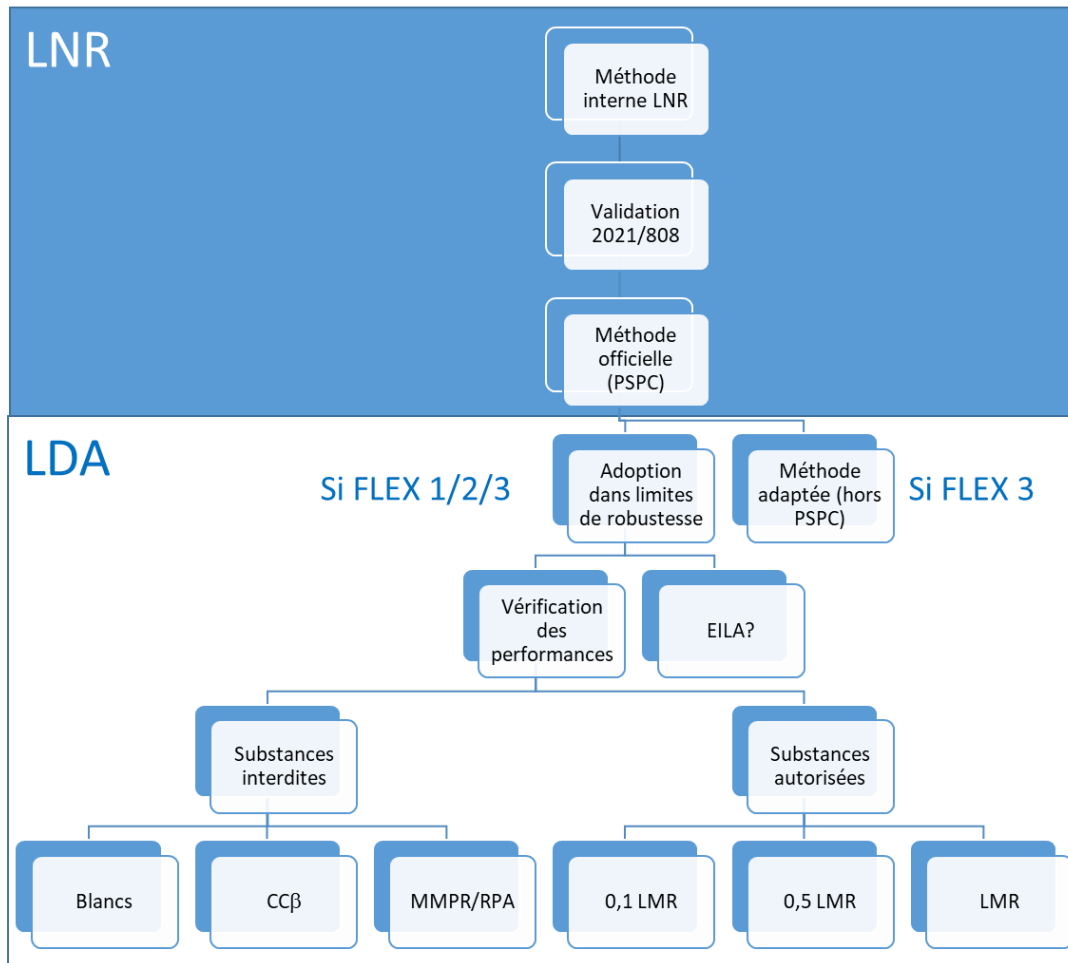 LNR
Méthode
interne LNR
Validation
2021/808
Méthode
officielle
(PSPC)
LDA
Si FLEX 1/2/3
Adoption
dans limites
de robustesse
Méthode
adaptée (hors
PSPC)
Si FLEX 3
Vérification
des
performances
EILA?
Substances
interdites
Substances
autorisées
Blancs
CCβ
MMPR/RPA
0,1 LMR
0,5 LMR
LMR